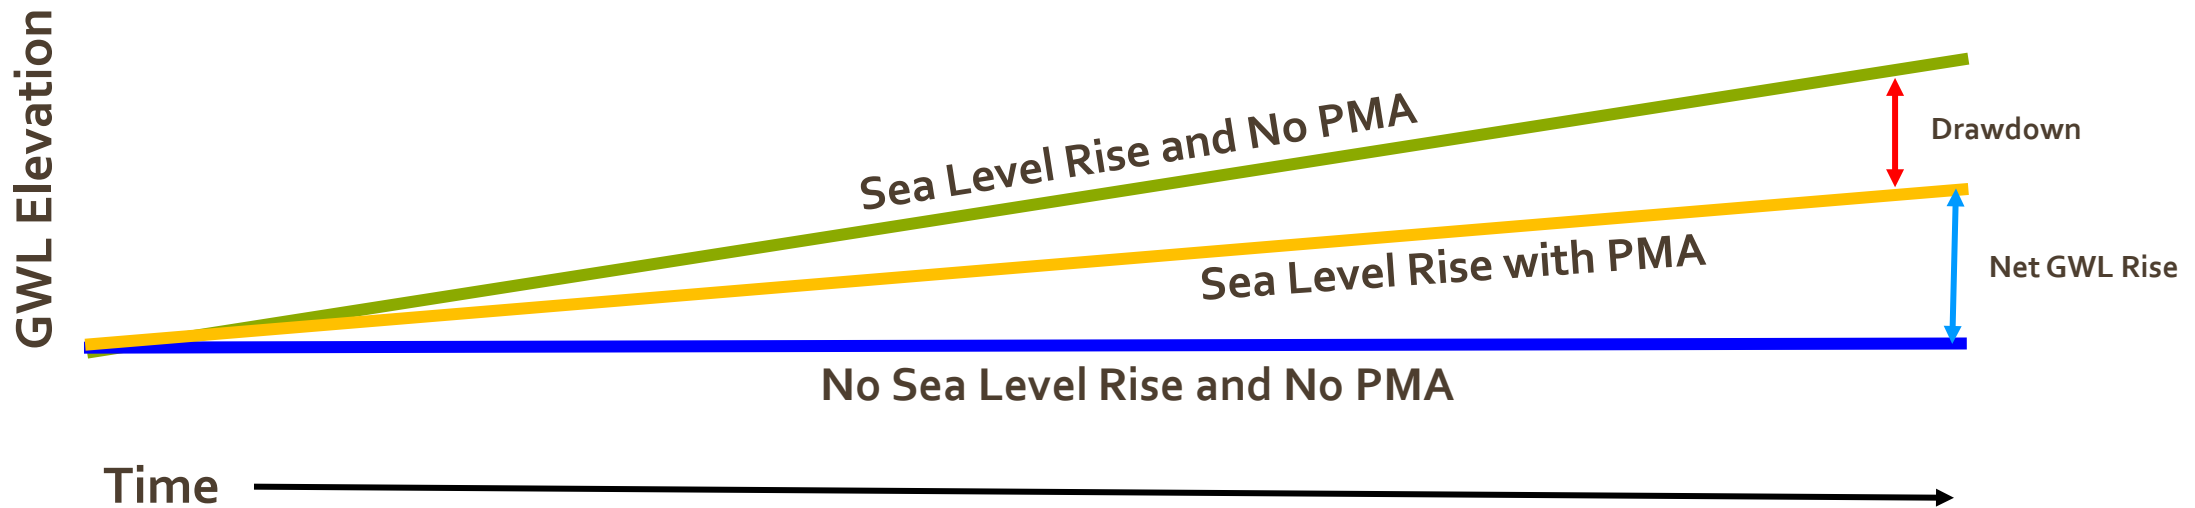 GWL Elevation
Sea Level Rise and No PMA
Drawdown
Sea Level Rise with PMA
Net GWL Rise
No Sea Level Rise and No PMA
Time